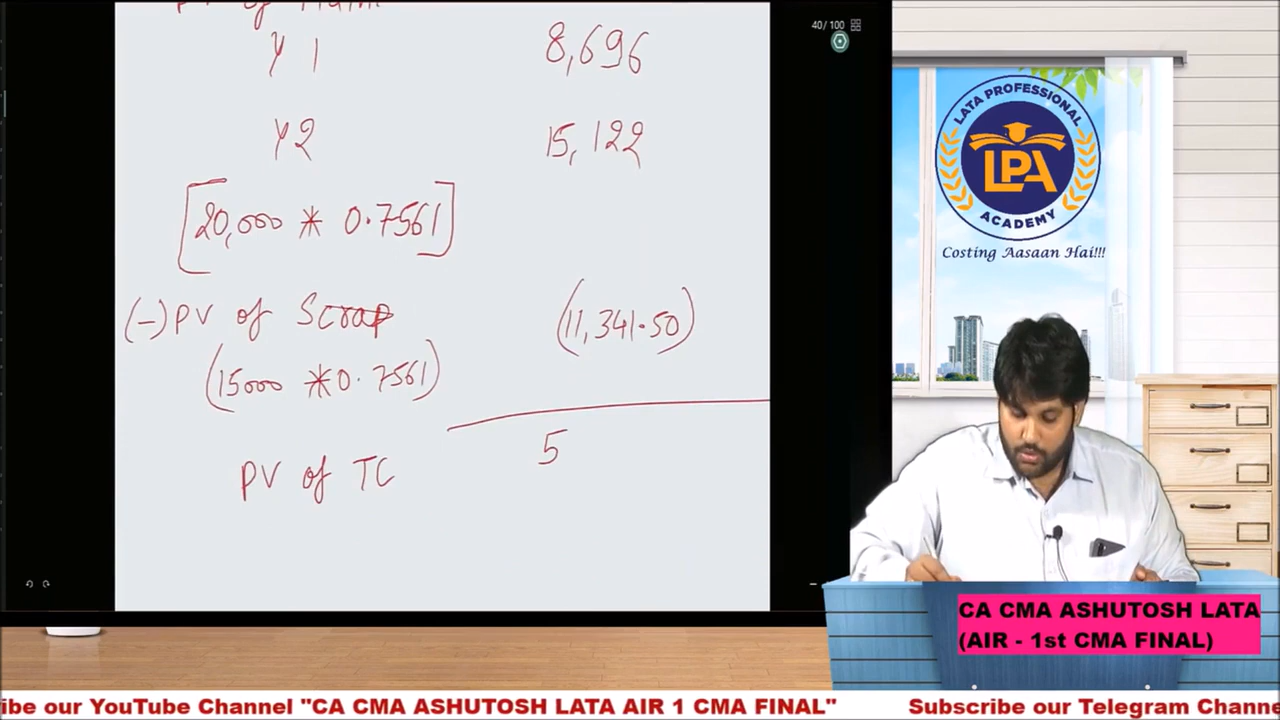 PV of
40/100
Y 1 8,696
Y2 15,122
[20,000 * 0.7561]
(-) PV of Scrap (11,341.50)
(15000 * 0.7561)
5
PV of TC
LATA PROFESSIONAL
LPA
ACADEMY
Costing Aasaan Hai!!!
CA CMA ASHUTOSH LATA
(AIR - 1st CMA FINAL)
ibe our YouTube Channel "CA CMA ASHUTOSH LATA AIR 1 CMA FINAL" Subscribe our Telegram Channe